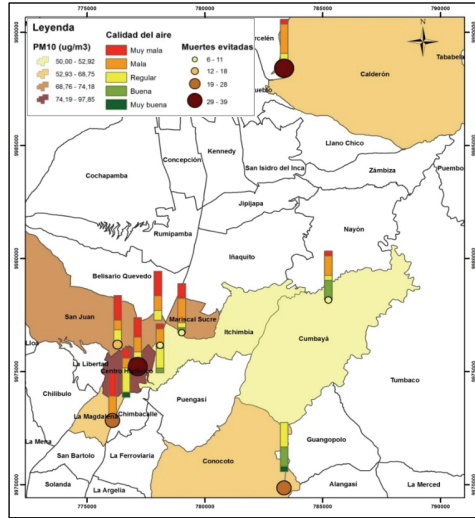 775000 780000 785000 790000
Leyenda
PM10 (ug/m3)
50,00 - 52,92
52,93 - 68,75
68,76 - 74,18
74,19 - 97,85
Calidad del aire
Muy mala
Mala
Regular
Buena
Muy buena
Muertes evitadas
6 - 11
12 - 18
19 - 28
29 - 39
N
Calderón
Tababela
Llano Chico
Kennedy
Concepción
San Isidro del Inca
Zámbiza
Puembo
Cochapamba
Jipijapa
Nayón
Rumipamba
Iñaquito
Belisario Quevedo
San Juan
Mariscal Sucre
Itchimbía
Cumbayá
Lloa
La Libertad
Tumbaco
Chilibulo
Puengasí
La Magdalena
Chimbacalle
La Mena
Guangopolo
San Bartolo
La Ferroviaria
Conocoto
Solanda
La Argelia
Alangasí
La Merced
775000 780000 785000